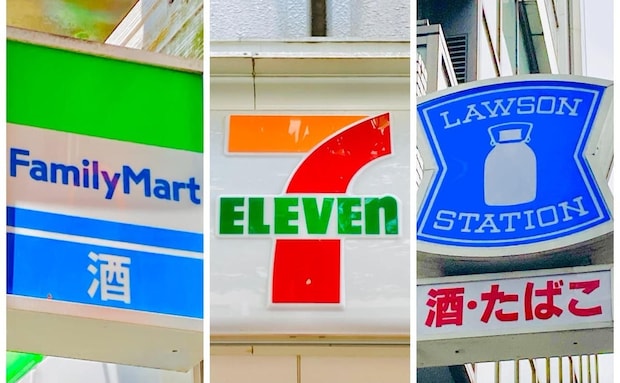 FamilyMart
酒
7
ELEVEn
LAWSON
STATION
酒・たばこ